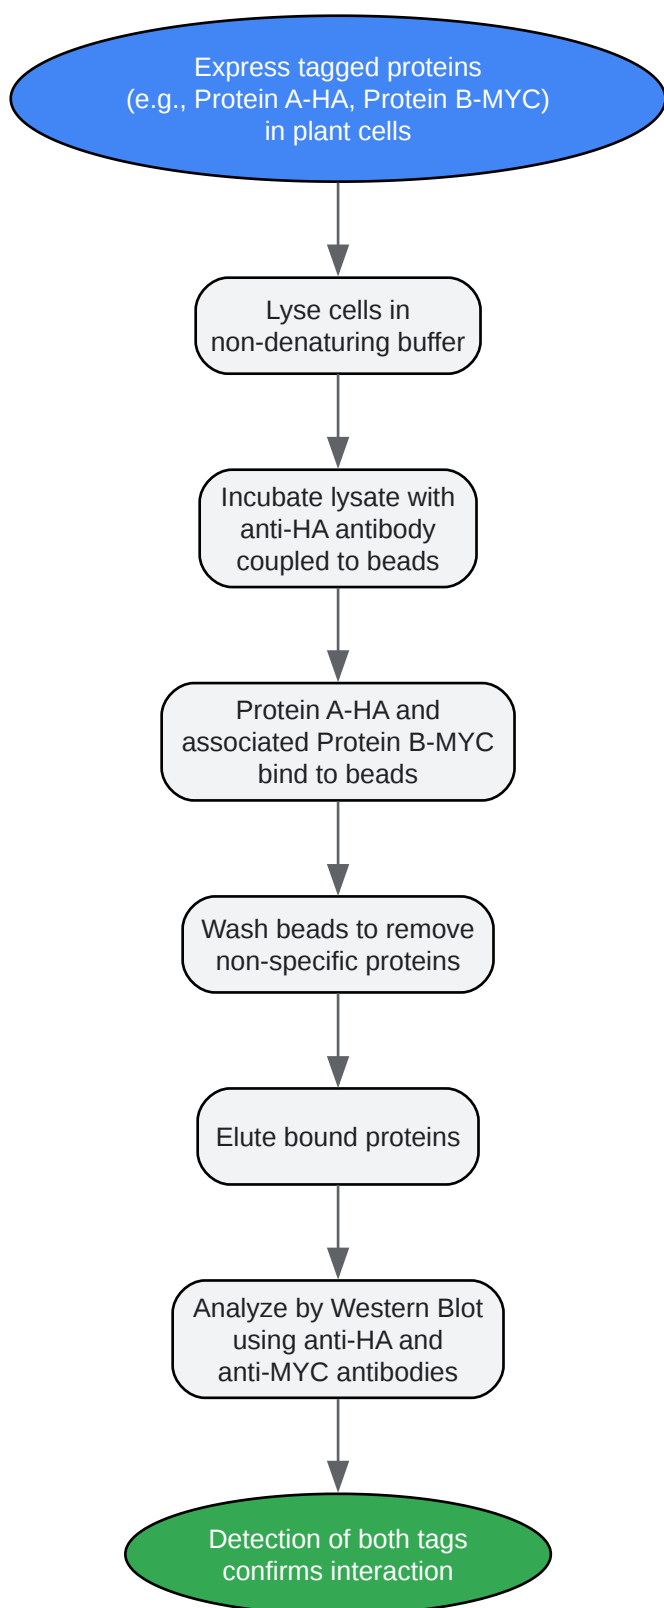 Express tagged proteins
(e.g., Protein A-HA, Protein B-MYC)
in plant cells
Lyse cells in
non-denaturing buffer
Incubate lysate with
anti-HA antibody
coupled to beads
Protein A-HA and
associated Protein B-MYC
bind to beads
Wash beads to remove
non-specific proteins
Elute bound proteins
Analyze by Western Blot
using anti-HA and
anti-MYC antibodies
Detection of both tags
confirms interaction